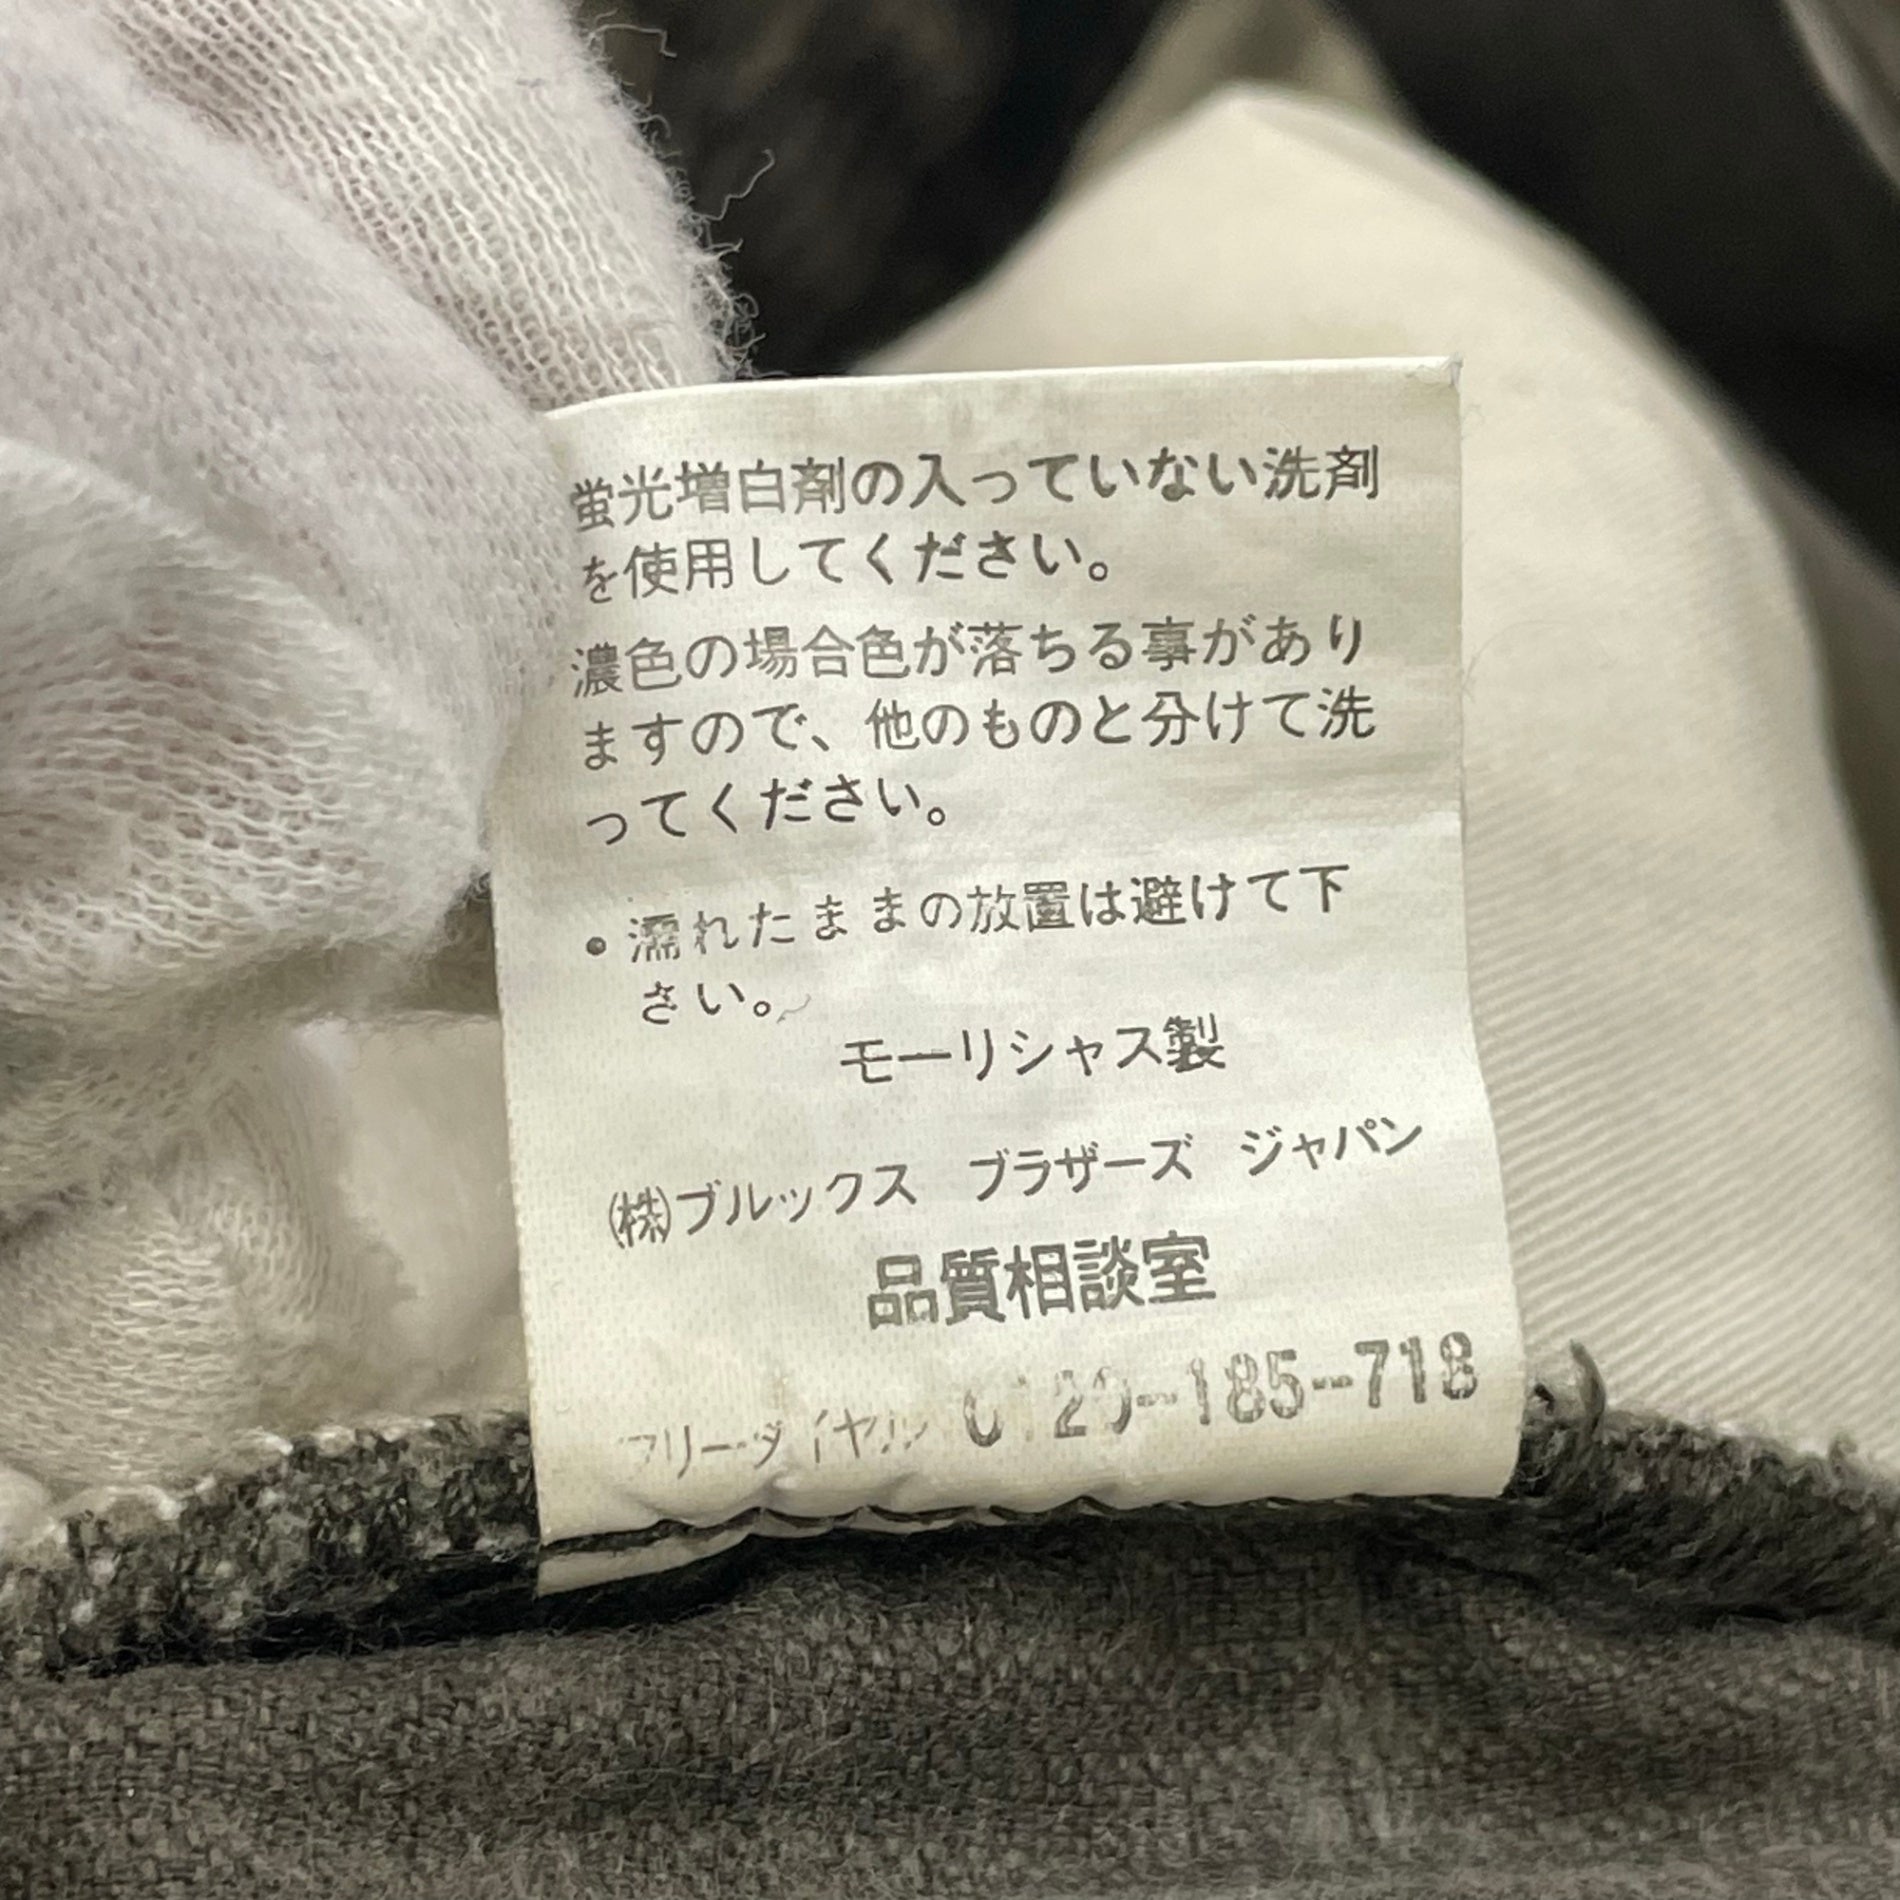 蛍光増白剤の入っていない洗剤
を使用してください。
濃色の場合色が落ちる事があり
ますので、他のものと分けて洗
ってください。
・濡れたままの放置は避けて下
さい。
モーリシャス製
㈱ブルックス ブラザーズ ジャパン
品質相談室
フリーダイヤル 0120-185-718